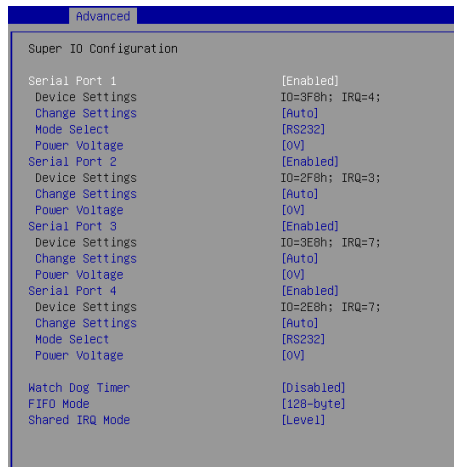 Advanced
Super IO Configuration
Serial Port 1 [Enabled]
Device Settings IO=3F8h; IRQ=4;
Change Settings [Auto]
Mode Select [RS232]
Power Voltage [0V]
Serial Port 2 [Enabled]
Device Settings IO=2F8h; IRQ=3;
Change Settings [Auto]
Power Voltage [0V]
Serial Port 3 [Enabled]
Device Settings IO=3E8h; IRQ=7;
Change Settings [Auto]
Power Voltage [0V]
Serial Port 4 [Enabled]
Device Settings IO=2E8h; IRQ=7;
Change Settings [Auto]
Mode Select [RS232]
Power Voltage [0V]
Watch Dog Timer [Disabled]
FIFO Mode [128-byte]
Shared IRQ Mode [Level]